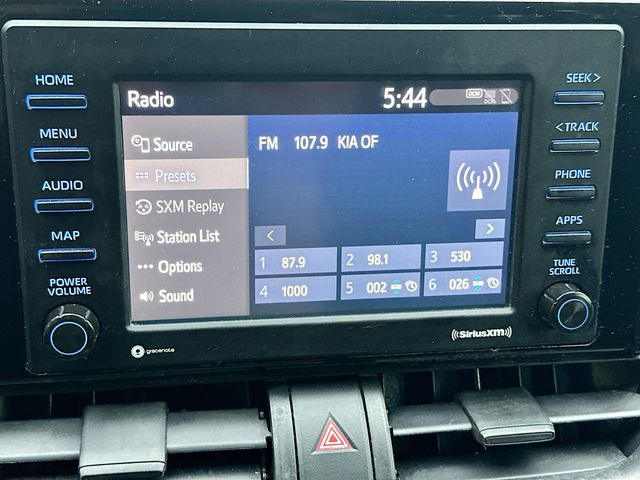 HOME
MENU
AUDIO
MAP
POWER
VOLUME
Radio
5:44
DCM
Source
Presets
SXM Replay
Station List
Options
Sound
FM 107.9 KIA OF
1 87.9
2 98.1
3 530
4 1000
5 002
6 026
SEEK >
< TRACK
PHONE
APPS
TUNE
SCROLL
gracenote
((SiriusXM))